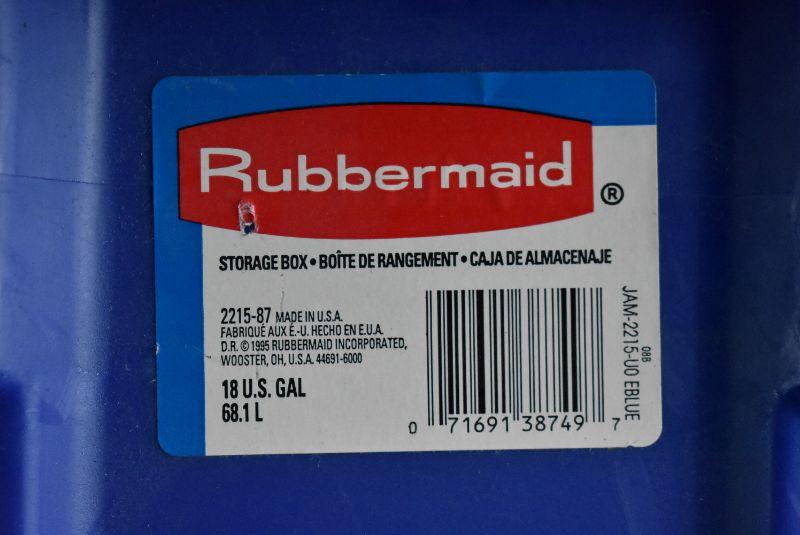 Rubbermaid®
STORAGE BOX • BOÎTE DE RANGEMENT • CAJA DE ALMACENAJE
2215-87 MADE IN U.S.A.
FABRIQUÉ AUX É.-U. HECHO EN E.U.A.
D.R. © 1995 RUBBERMAID INCORPORATED,
WOOSTER, OH, U.S.A. 44691-6000
18 U.S. GAL
68.1 L
0 71691 38749 7
08B
JAM-2215-U0 EBLUE